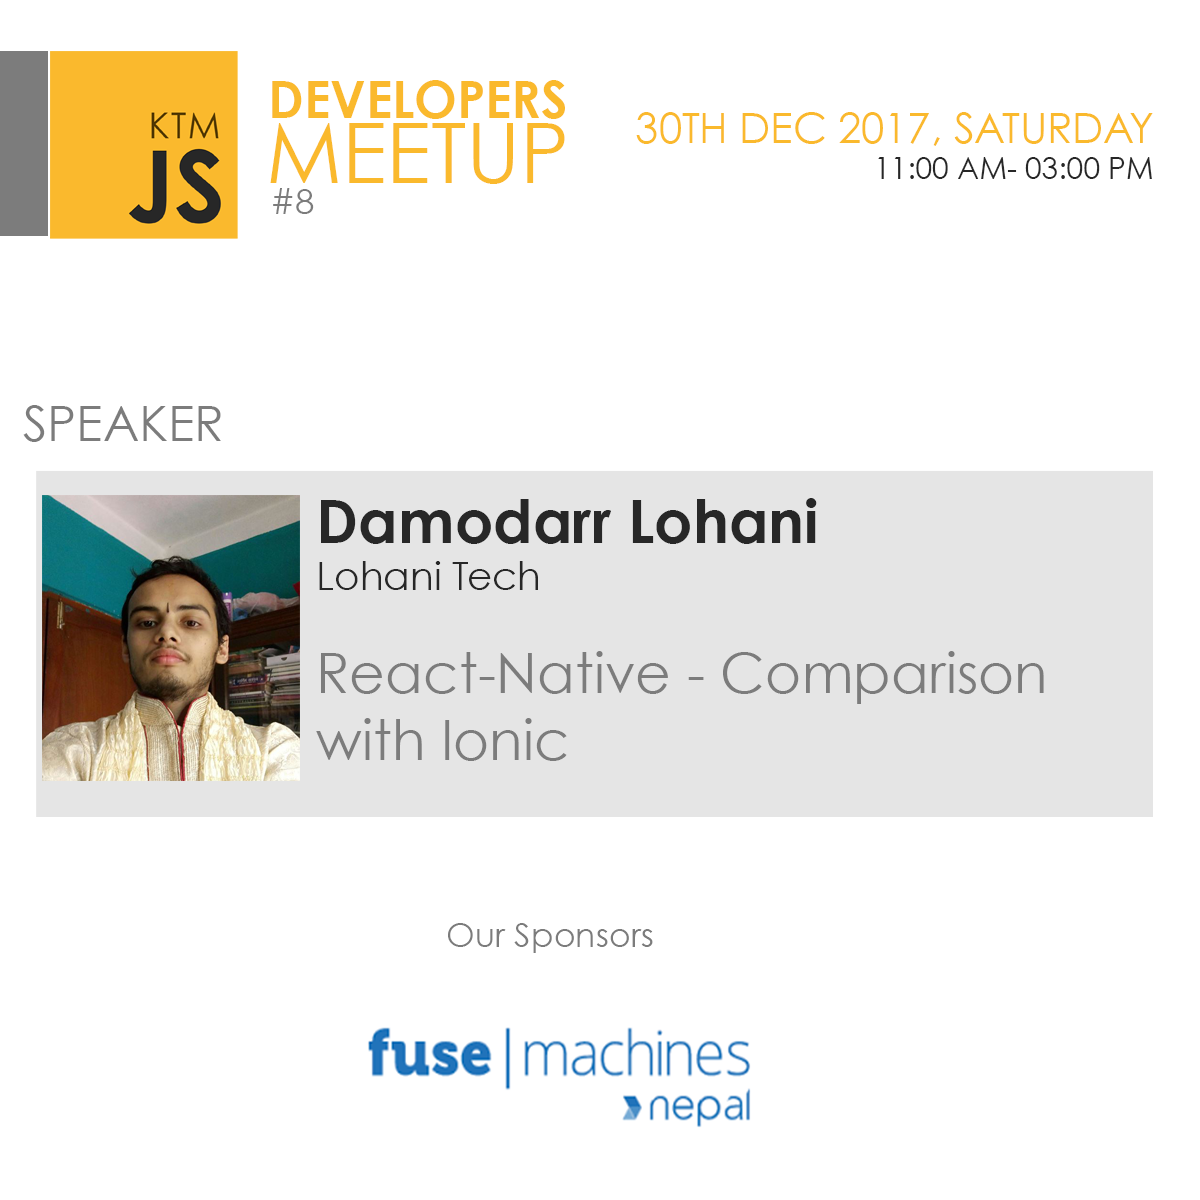 KTM
JS
DEVELOPERS
MEETUP
#8
30TH DEC 2017, SATURDAY
11:00 AM- 03:00 PM
SPEAKER
Damodarr Lohani
Lohani Tech
React-Native - Comparison
with Ionic
Our Sponsors
fuse|machines
nepal